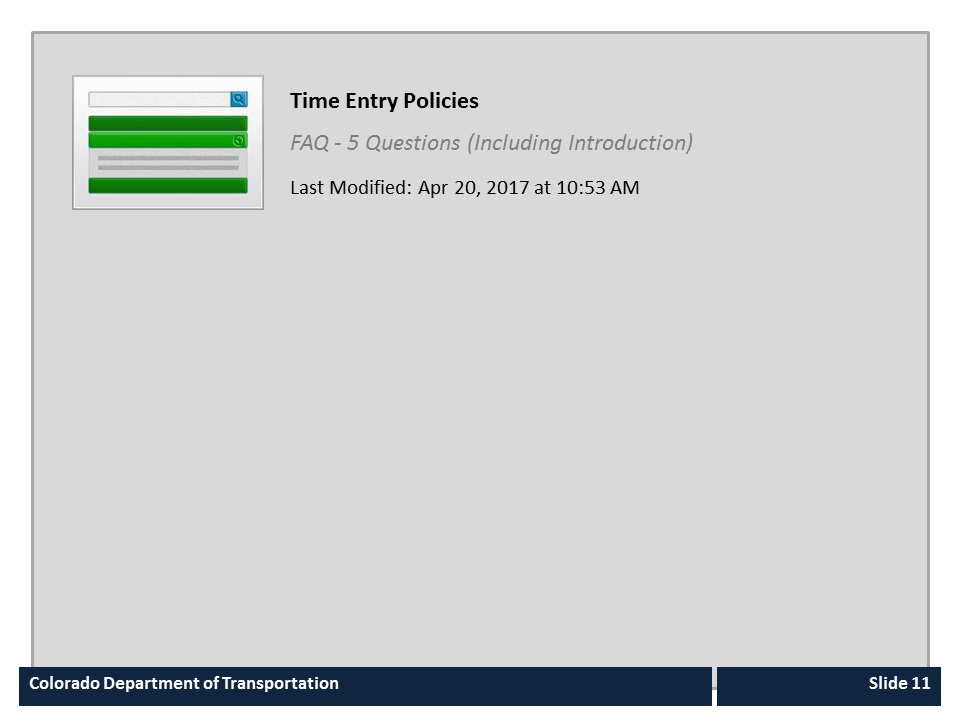 Time Entry Policies
FAQ - 5 Questions (Including Introduction)
Last Modified: Apr 20, 2017 at 10:53 AM
Colorado Department of Transportation
Slide 11